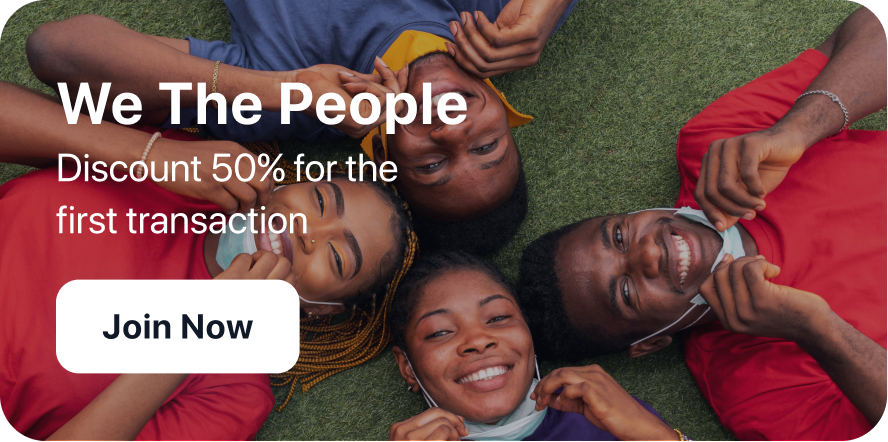 We The People
Discount 50% for the
first transaction
Join Now